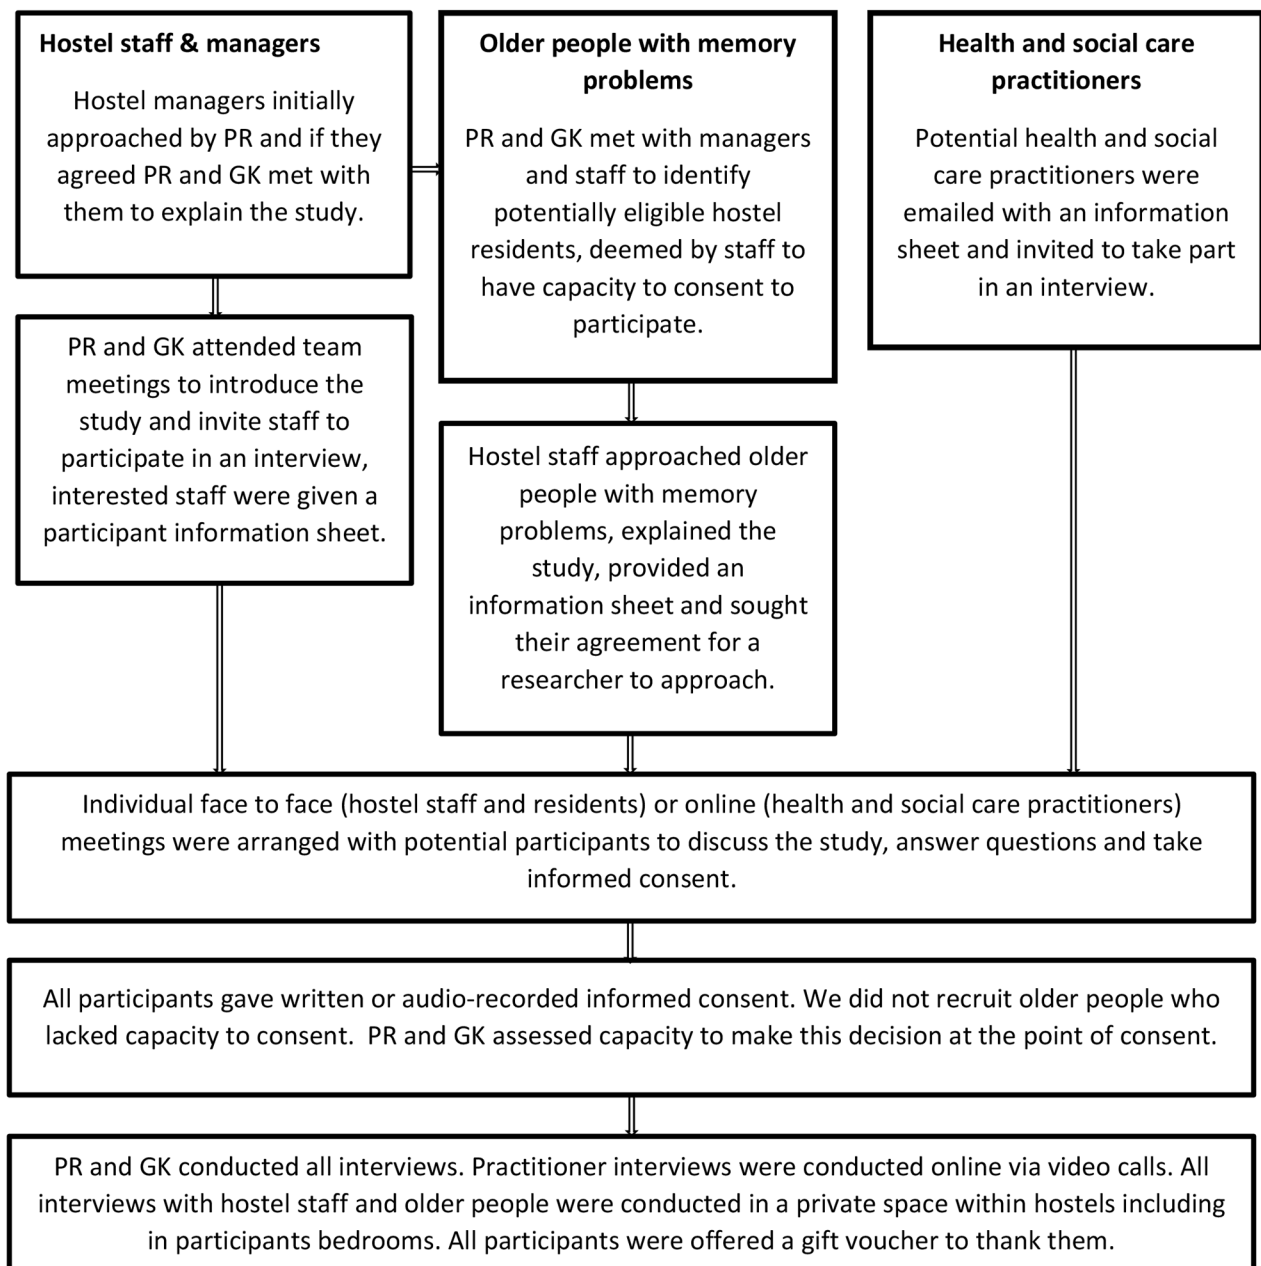 Hostel staff & managers
Hostel managers initially
approached by PR and if they
agreed PR and GK met with
them to explain the study.
PR and GK attended team
meetings to introduce the
study and invite staff to
participate in an interview,
interested staff were given a
participant information sheet.
Older people with memory
problems
PR and GK met with managers
and staff to identify
potentially eligible hostel
residents, deemed by staff to
have capacity to consent to
participate.
Hostel staff approached older
people with memory
problems, explained the
study, provided an
information sheet and sought
their agreement for a
researcher to approach.
Health and social care
practitioners
Potential health and social
care practitioners were
emailed with an information
sheet and invited to take part
in an interview.
Individual face to face (hostel staff and residents) or online (health and social care practitioners)
meetings were arranged with potential participants to discuss the study, answer questions and take
informed consent.
All participants gave written or audio-recorded informed consent. We did not recruit older people who
lacked capacity to consent.  PR and GK assessed capacity to make this decision at the point of consent.
PR and GK conducted all interviews. Practitioner interviews were conducted online via video calls. All
interviews with hostel staff and older people were conducted in a private space within hostels including
in participants bedrooms. All participants were offered a gift voucher to thank them.